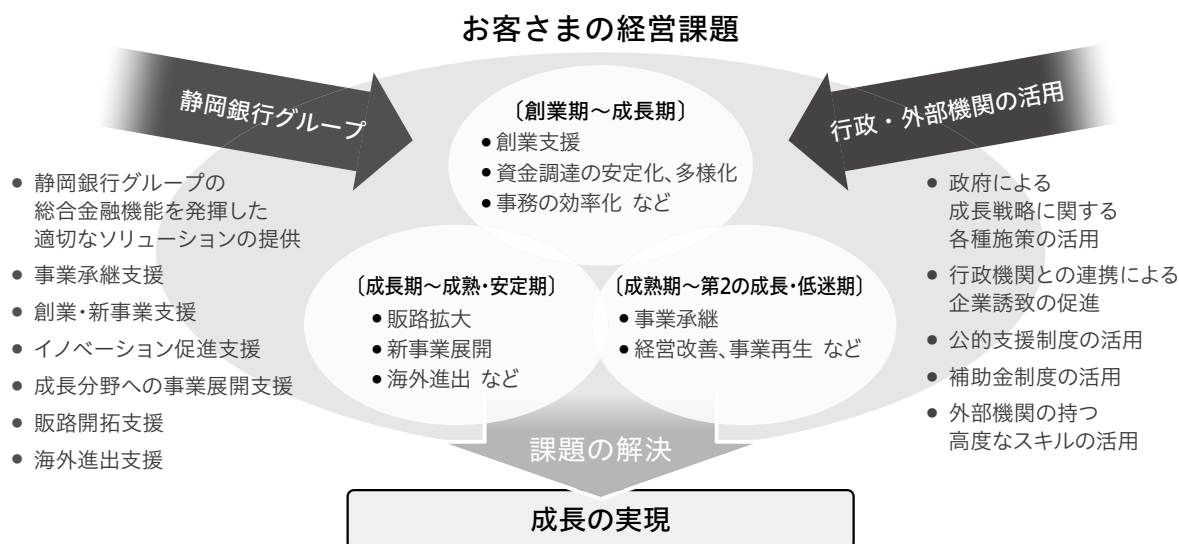 お客さまの経営課題
静岡銀行グループ
行政・外部機関の活用
〔創業期～成長期〕
●創業支援
●資金調達の安定化、多様化
●事務の効率化 など
● 静岡銀行グループの
総合金融機能を発揮した
適切なソリューションの提供
● 事業承継支援
● 創業・新事業支援
● イノベーション促進支援
● 成長分野への事業展開支援
● 販路開拓支援
● 海外進出支援
〔成長期～成熟・安定期〕
●販路拡大
●新事業展開
●海外進出 など
〔成熟期～第2の成長・低迷期〕
●事業承継
●経営改善、事業再生 など
● 政府による
成長戦略に関する
各種施策の活用
● 行政機関との連携による
企業誘致の促進
● 公的支援制度の活用
● 補助金制度の活用
● 外部機関の持つ
高度なスキルの活用
課題の解決
成長の実現